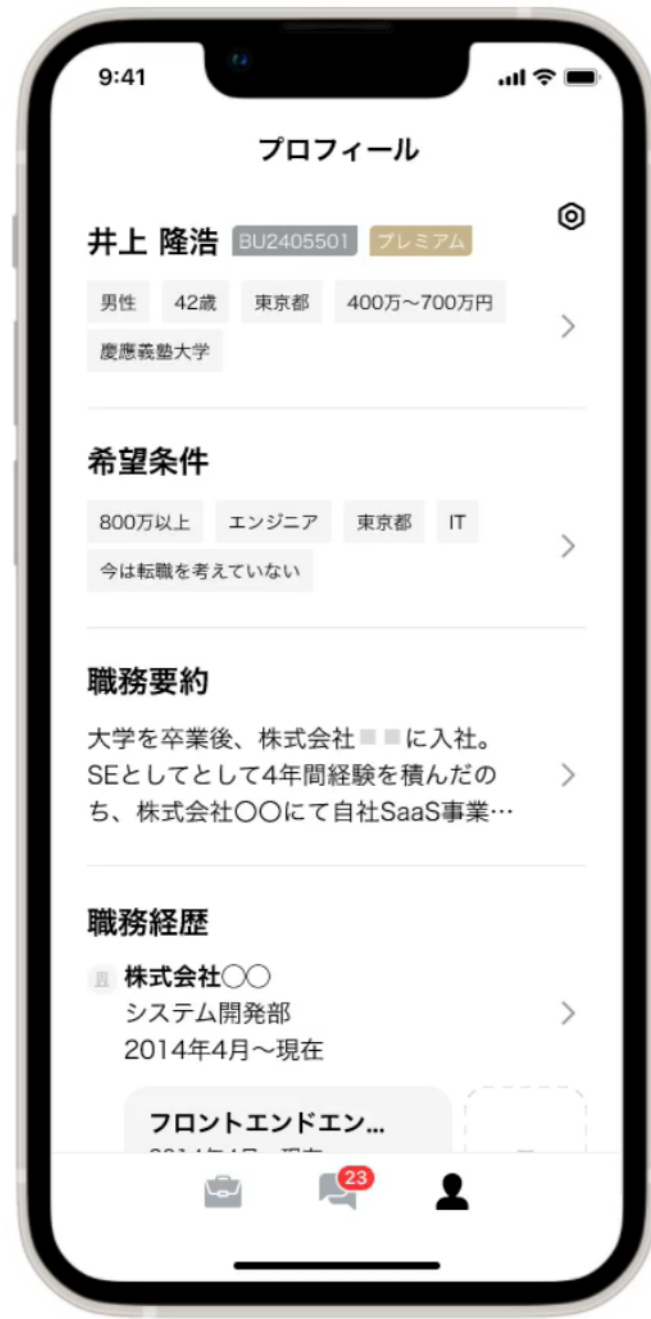 9:41
プロフィール
井上 隆浩 BU2405501 プレミアム
男性 42歳 東京都 400万～700万円
慶應義塾大学
希望条件
800万以上 エンジニア 東京都 IT
今は転職を考えていない
職務要約
大学を卒業後、株式会社■■に入社。
SEとしてとして4年間経験を積んだの
ち、株式会社〇〇にて自社SaaS事業…
職務経歴
株式会社〇〇
システム開発部
2014年4月～現在
フロントエンドエン...
23